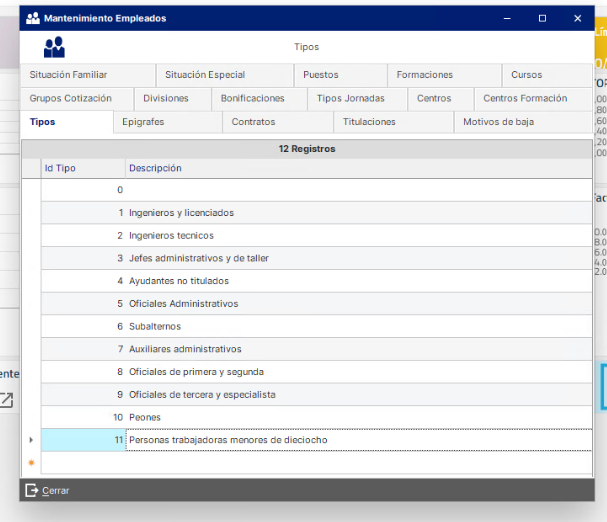 Mantenimiento Empleados
Tipos
Situación Familiar
Situación Especial
Puestos
Formaciones
Cursos
Grupos Cotización
Divisiones
Bonificaciones
Tipos Jornadas
Centros
Centros Formación
Tipos
Epigrafes
Contratos
Titulaciones
Motivos de baja
12 Registros
Id Tipo Descripción
0
1 Ingenieros y licenciados
2 Ingenieros tecnicos
3 Jefes administrativos y de taller
4 Ayudantes no titulados
5 Oficiales Administrativos
6 Subalternos
7 Auxiliares administrativos
8 Oficiales de primera y segunda
9 Oficiales de tercera y especialista
10 Peones
11 Personas trabajadoras menores de dieciocho
Cerrar